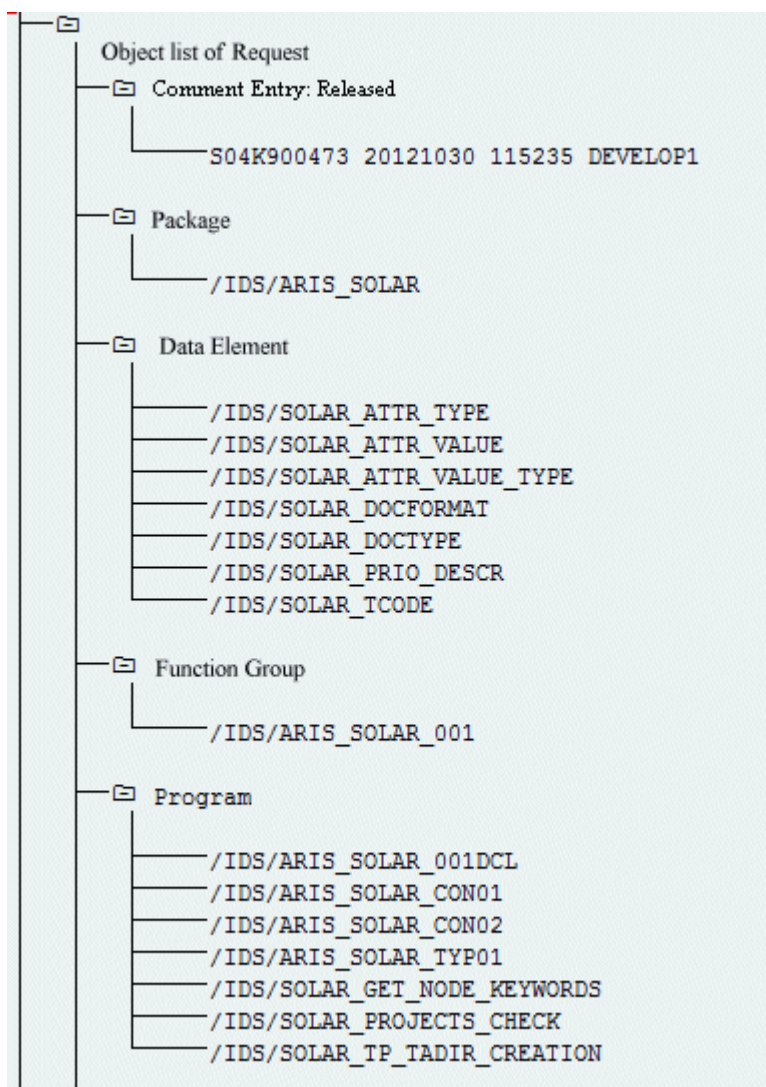 Object list of Request
Comment Entry: Released
S04K900473 20121030 115235 DEVELOP1
Package
/IDS/ARIS_SOLAR
Data Element
/IDS/SOLAR_ATTR_TYPE
/IDS/SOLAR_ATTR_VALUE
/IDS/SOLAR_ATTR_VALUE_TYPE
/IDS/SOLAR_DOCFORMAT
/IDS/SOLAR_DOCTYPE
/IDS/SOLAR_PRIO_DESCR
/IDS/SOLAR_TCODE
Function Group
/IDS/ARIS_SOLAR_001
Program
/IDS/ARIS_SOLAR_001DCL
/IDS/ARIS_SOLAR_CON01
/IDS/ARIS_SOLAR_CON02
/IDS/ARIS_SOLAR_TYP01
/IDS/SOLAR_GET_NODE_KEYWORDS
/IDS/SOLAR_PROJECTS_CHECK
/IDS/SOLAR_TP_TADIR_CREATION